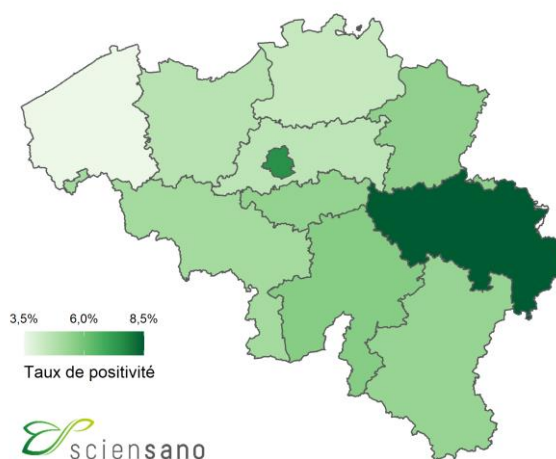 3,5% 6,0% 8,5%
Taux de positivité
sciensano